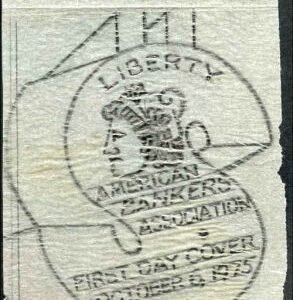 LIBERTY
AMERICAN
BANKERS
ASSOCIATION
FIRST DAY COVER
OCTOBER 6, 1975